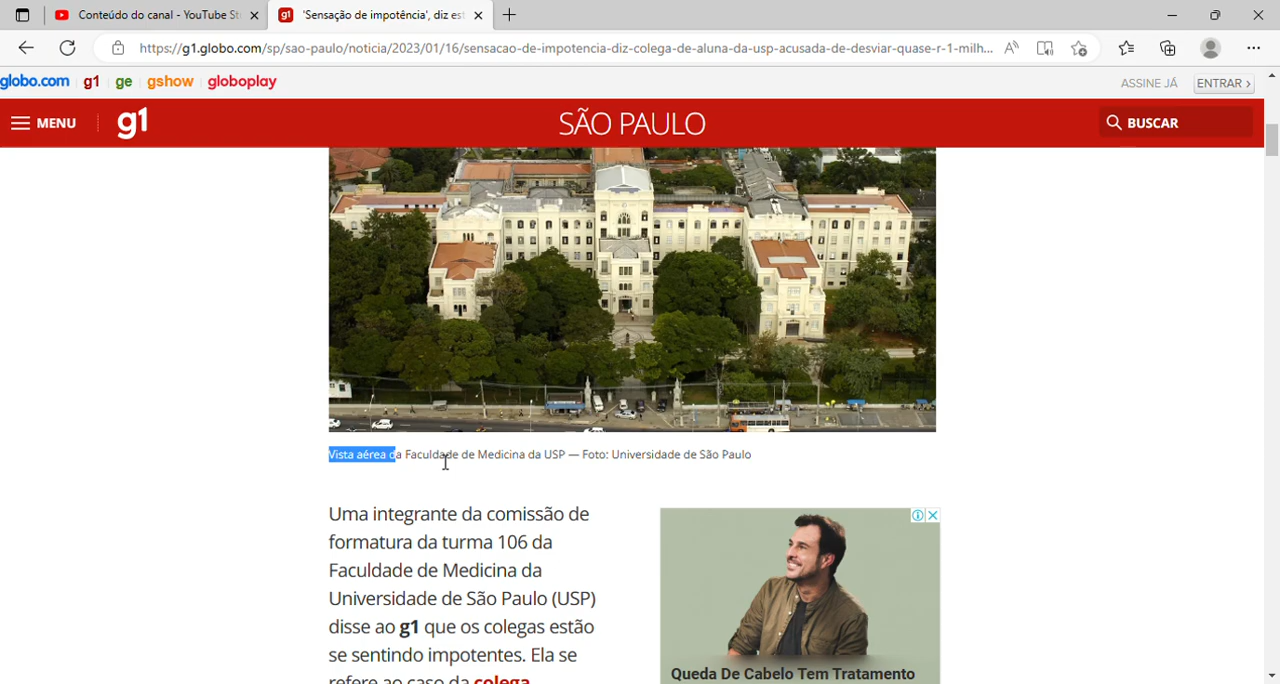 Conteúdo do canal - YouTube St
'Sensação de impotência', diz est
https://g1.globo.com/sp/sao-paulo/noticia/2023/01/16/sensacao-de-impotencia-diz-colega-de-aluna-da-usp-acusada-de-desviar-quase-r-1-milh...
globo.com g1 ge gshow globoplay
ASSINE JÁ ENTRAR ›
MENU g1 SÃO PAULO BUSCAR
Vista aérea da Faculdade de Medicina da USP — Foto: Universidade de São Paulo
Uma integrante da comissão de
formatura da turma 106 da
Faculdade de Medicina da
Universidade de São Paulo (USP)
disse ao g1 que os colegas estão
se sentindo impotentes. Ela se
refere ao caso da colega
Queda De Cabelo Tem Tratamento